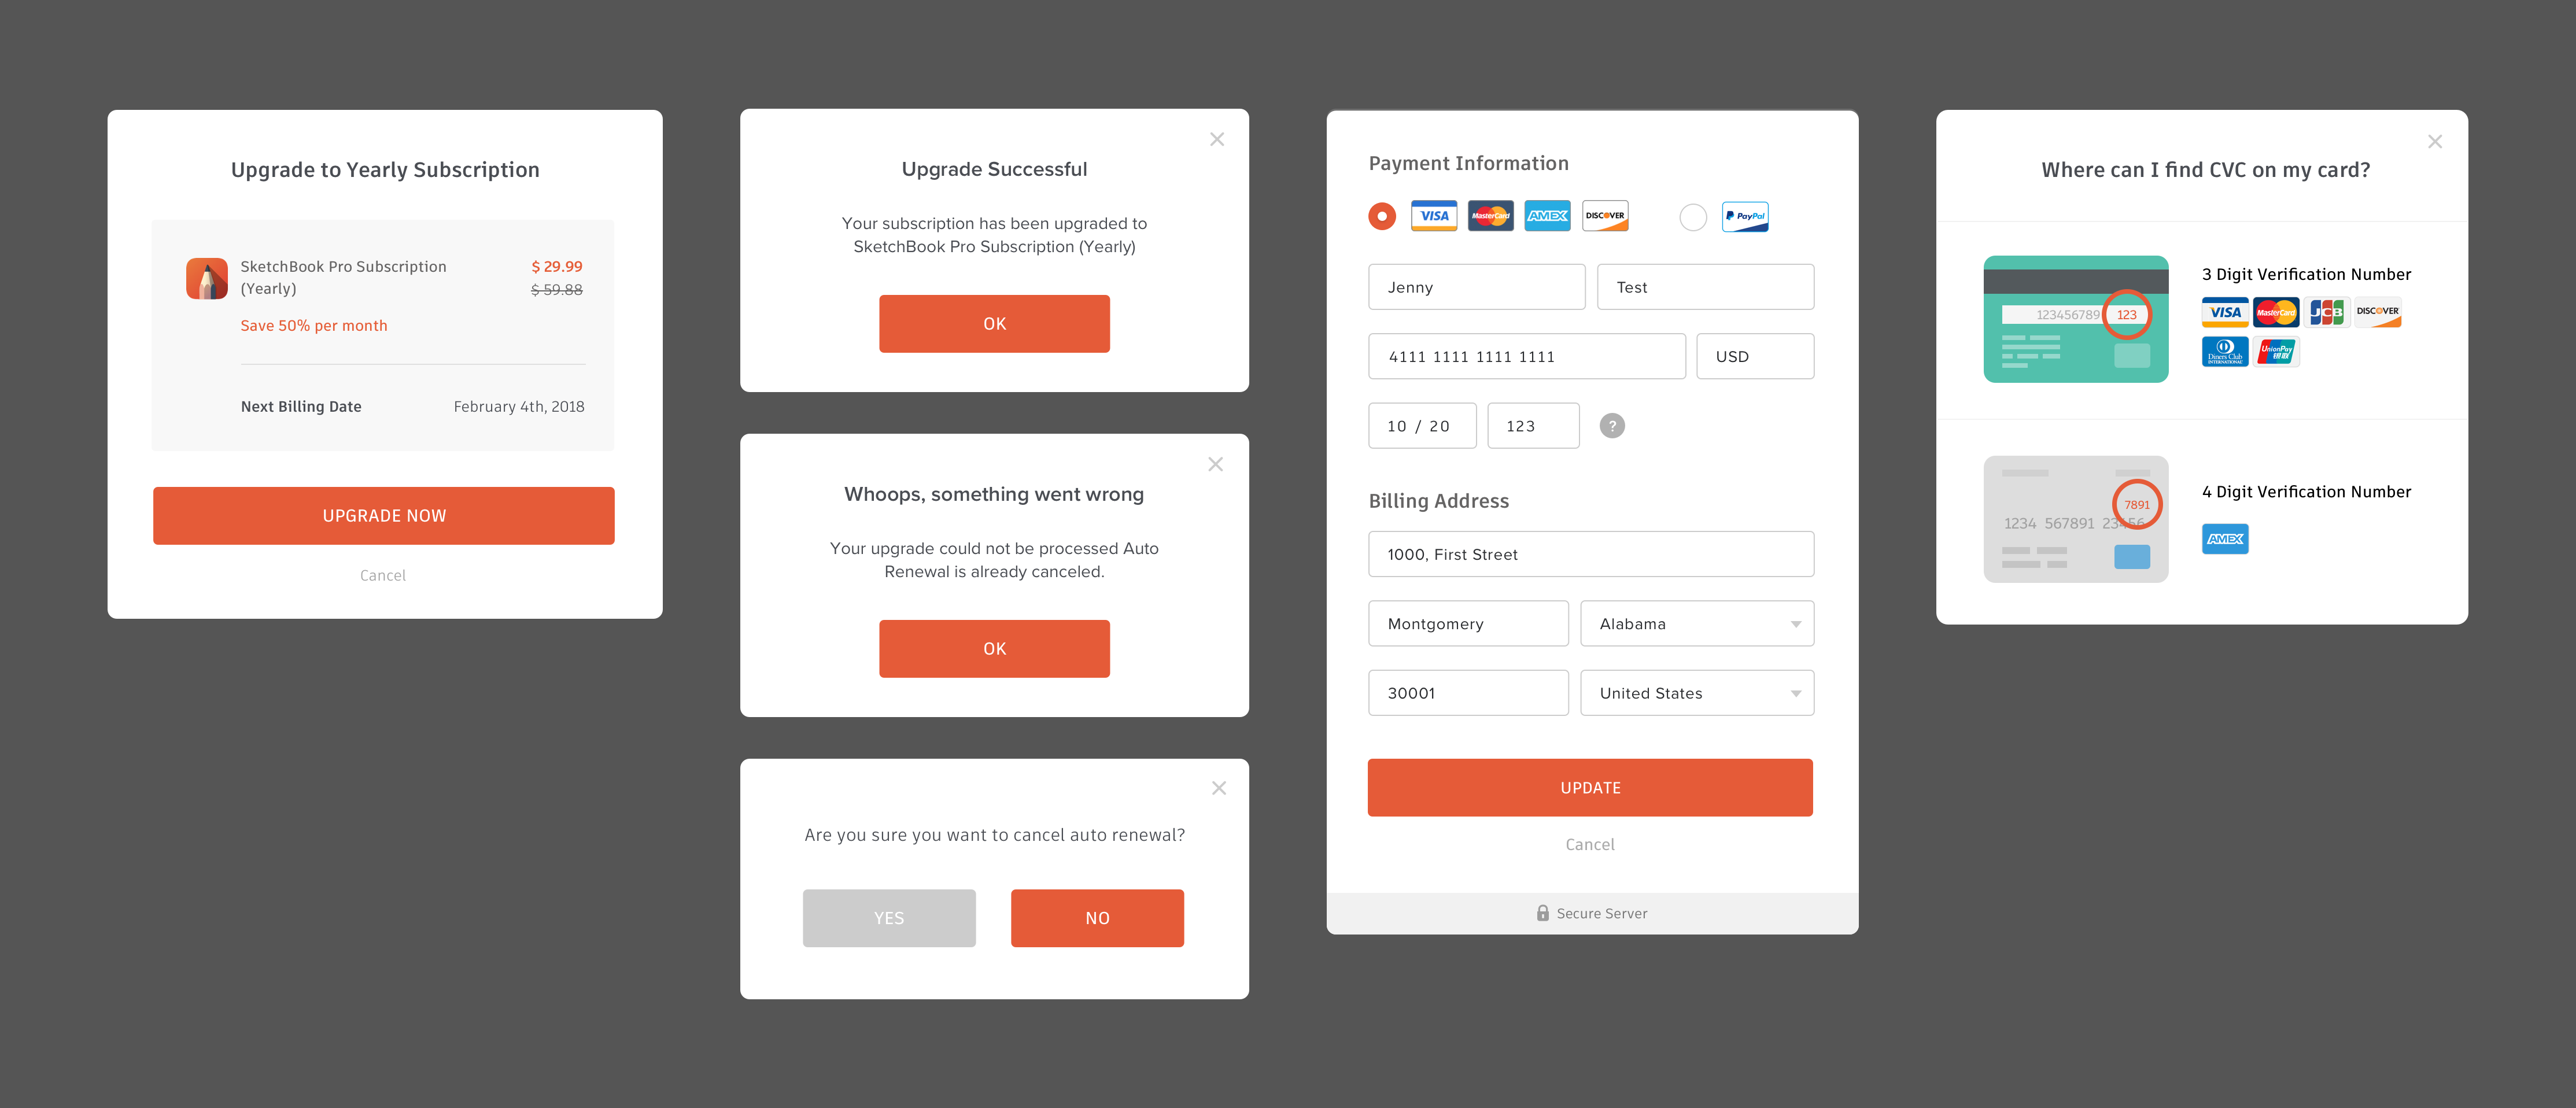 Upgrade to Yearly Subscription
SketchBook Pro Subscription
(Yearly)
$ 29.99
$ 59.88
Save 50% per month
Next Billing Date
February 4th, 2018
UPGRADE NOW
Cancel
Upgrade Successful
Your subscription has been upgraded to
SketchBook Pro Subscription (Yearly)
OK
Whoops, something went wrong
Your upgrade could not be processed Auto
Renewal is already canceled.
OK
Are you sure you want to cancel auto renewal?
YES
NO
Payment Information
VISA
MasterCard
AMEX
DISCOVER
PayPal
Jenny
Test
4111 1111 1111 1111
USD
10 / 20
123
?
Billing Address
1000, First Street
Montgomery
Alabama
30001
United States
UPDATE
Cancel
Secure Server
Where can I find CVC on my card?
123456789
123
3 Digit Verification Number
VISA
MasterCard
JCB
DISCOVER
Diners Club
INTERNATIONAL
UnionPay
银联
7891
1234 567891 23456
4 Digit Verification Number
AMEX